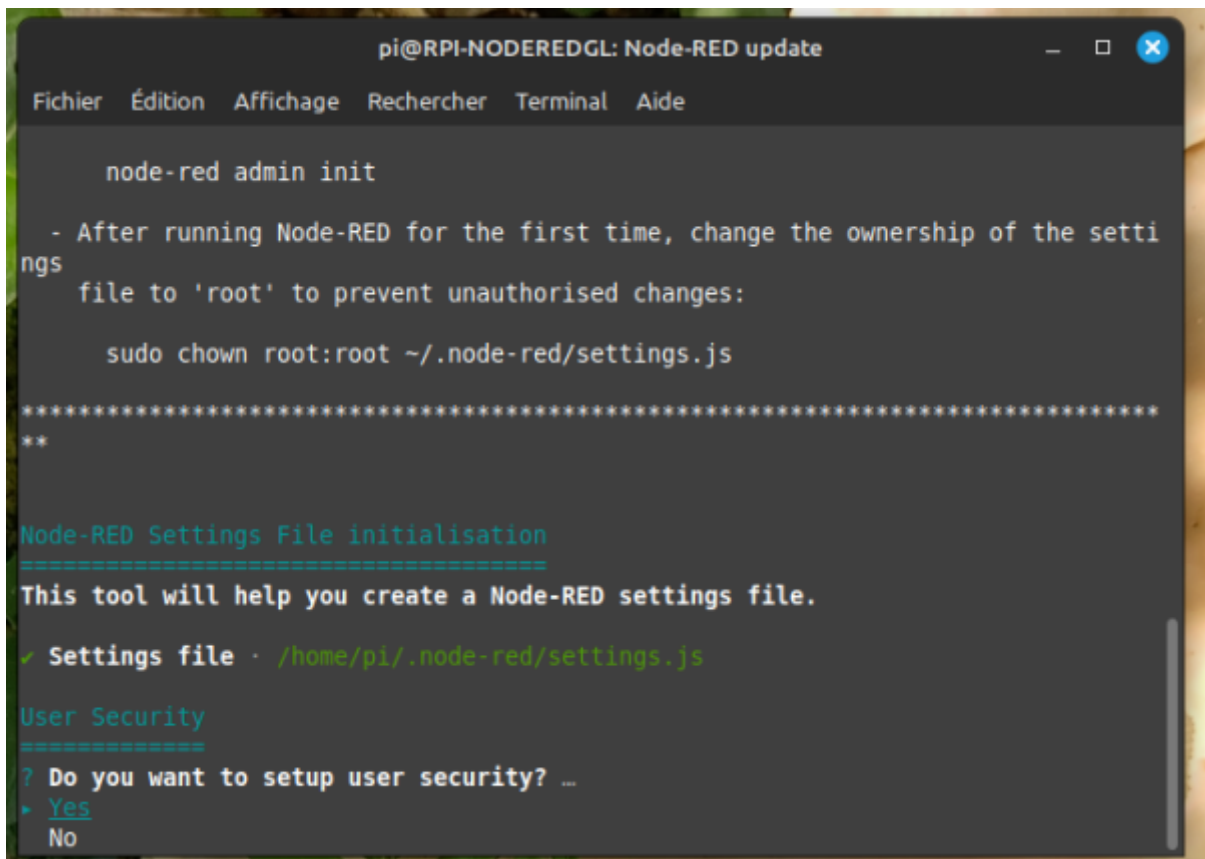 pi@RPI-NODEREDGL: Node-RED update
Fichier Édition Affichage Rechercher Terminal Aide
node-red admin init
- After running Node-RED for the first time, change the ownership of the setti
ngs
file to 'root' to prevent unauthorised changes:
sudo chown root:root ~/.node-red/settings.js
********************************************************************************
**
Node-RED Settings File initialisation
=====================================
This tool will help you create a Node-RED settings file.
✔ Settings file · /home/pi/.node-red/settings.js
User Security
=============
? Do you want to setup user security? …
▸ Yes
No